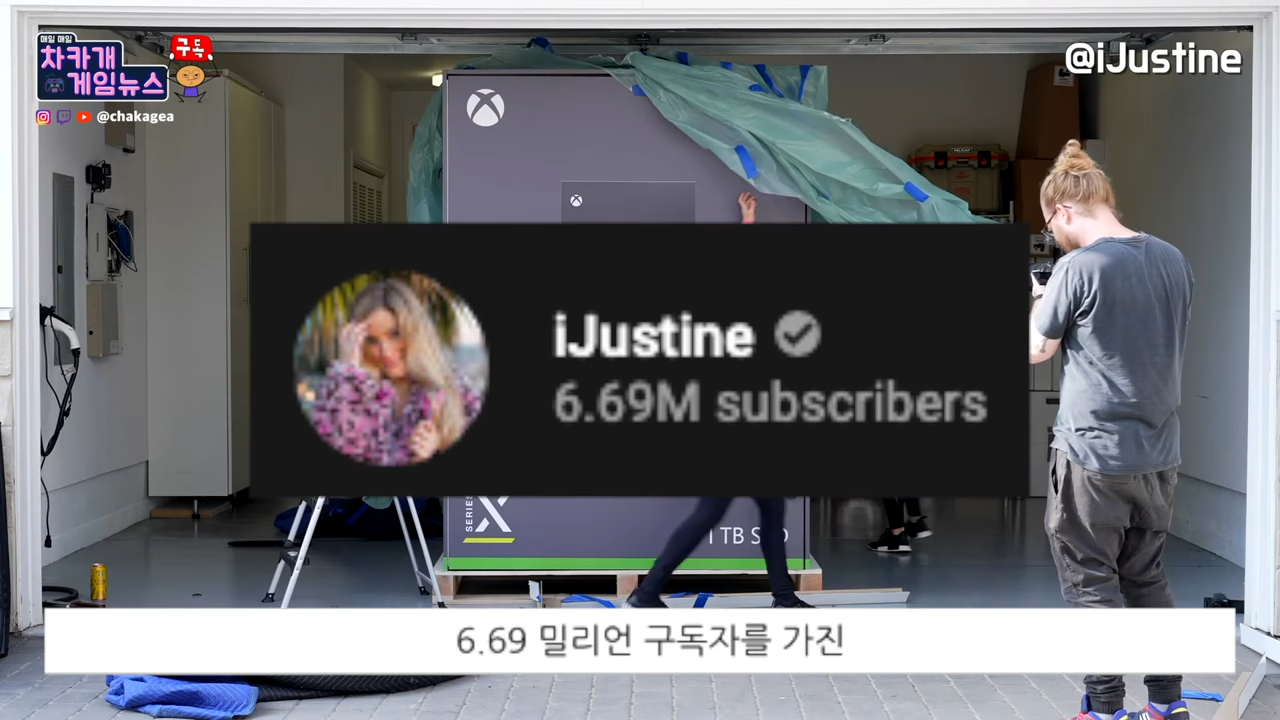 매일 매일
차카개
게임뉴스
구독
@chakagea
@iJustine
iJustine
6.69M subscribers
SERIES X
1 TB SSD
6.69 밀리언 구독자를 가진